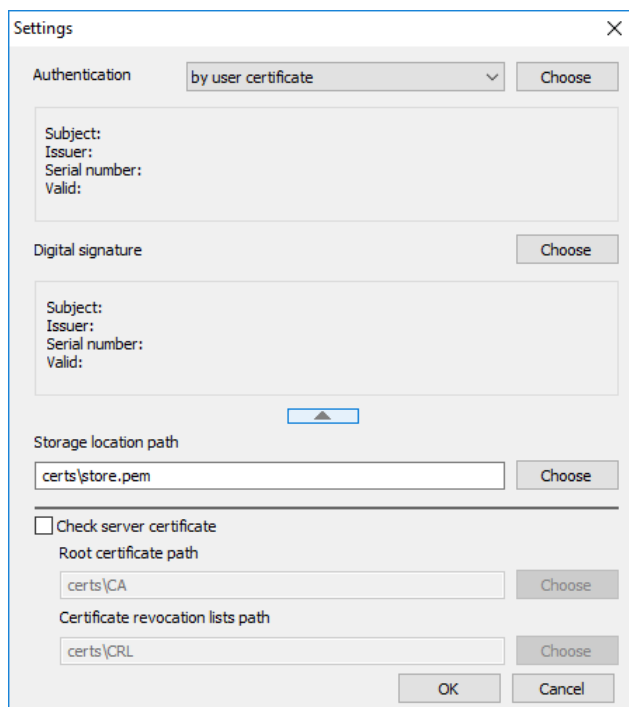 Settings
Authentication by user certificate Choose
Subject:
Issuer:
Serial number:
Valid:
Digital signature Choose
Subject:
Issuer:
Serial number:
Valid:
Storage location path
certs\store.pem Choose
Check server certificate
Root certificate path
certs\CA Choose
Certificate revocation lists path
certs\CRL Choose
OK Cancel